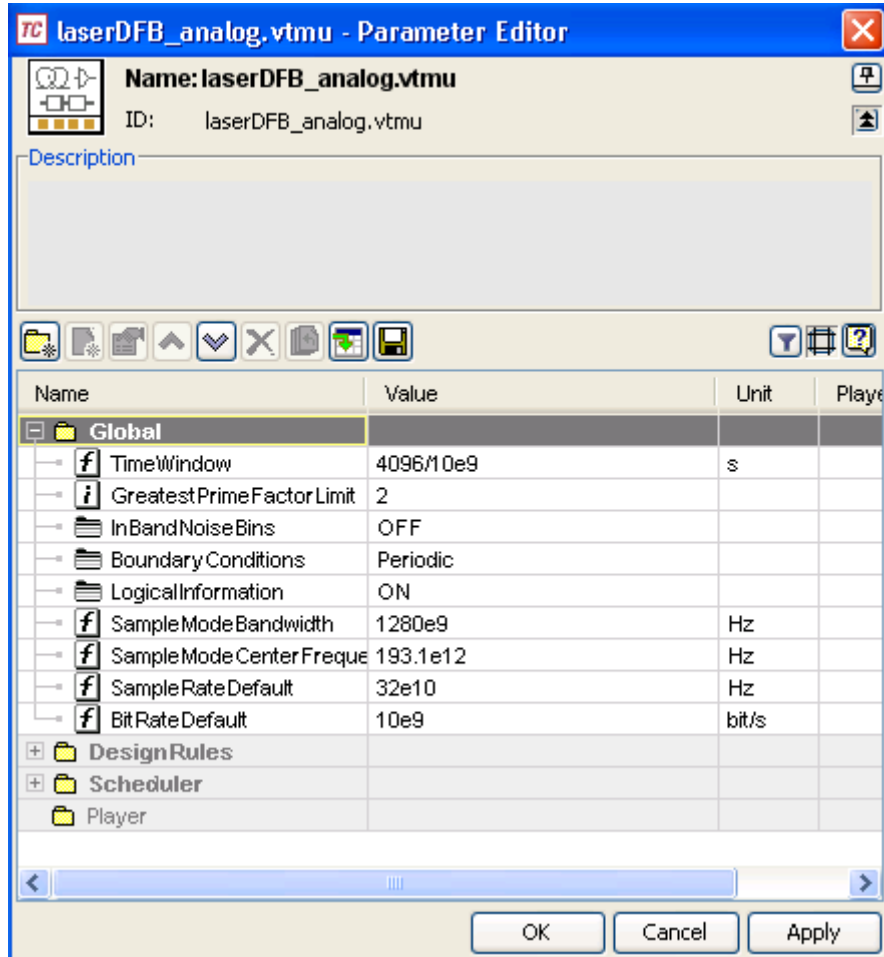 TC laserDFB_analog.vtmu - Parameter Editor
Name: laserDFB_analog.vtmu
ID: laserDFB_analog.vtmu
Description
Name Value Unit Playe
Global
f TimeWindow 4096/10e9 s
i GreatestPrimeFactorLimit 2
InBandNoiseBins OFF
BoundaryConditions Periodic
LogicalInformation ON
f SampleModeBandwidth 1280e9 Hz
f SampleModeCenterFreque 193.1e12 Hz
f SampleRateDefault 32e10 Hz
f BitRateDefault 10e9 bit/s
DesignRules
Scheduler
Player
OK Cancel Apply